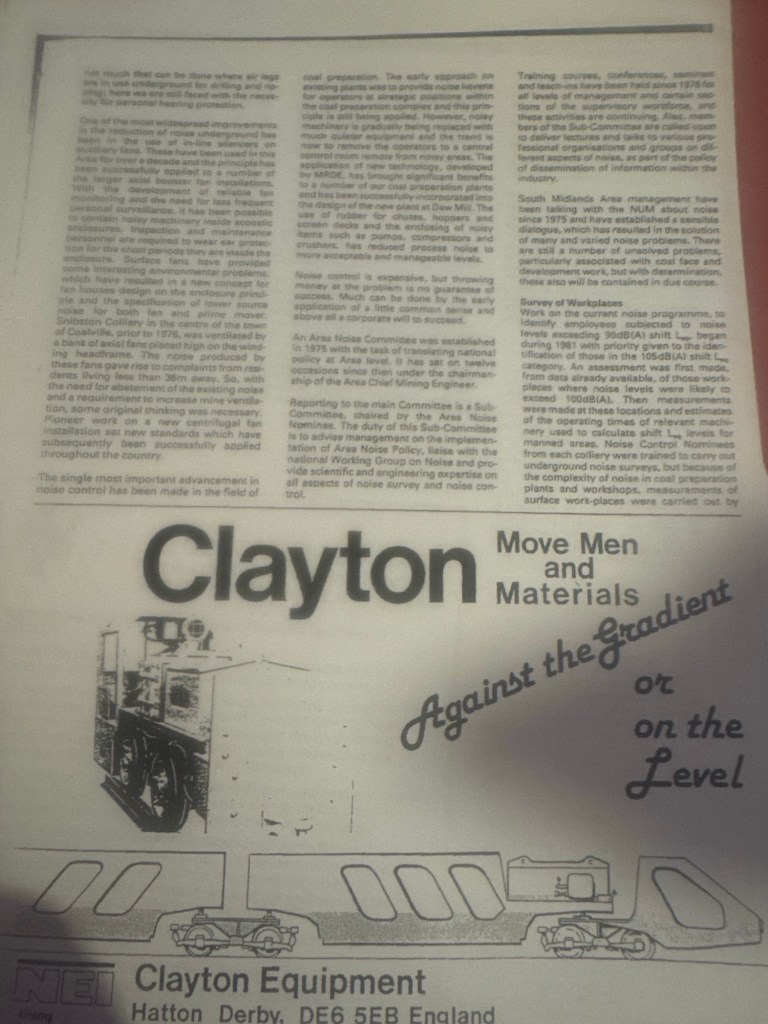 not much that can be done where air legs
are in use underground for drilling and rip-
ping; here we are still faced with the neces-
sity for personal hearing protection.
One of the most widespread improvements
in the reduction of noise underground has
been in the use of in-line silencers on
auxiliary fans. These have been used in this
Area for over a decade and the principle has
been successfully applied to a number of
the larger axial booster fan installations.
With the development of reliable fan
monitoring and the need for less frequent
personal surveillance, it has been possible
to contain noisy machinery inside acoustic
enclosures. Inspection and maintenance
personnel are required to wear ear protec-
tion for the short periods they are inside the
enclosure. Surface fans have provided
some interesting environmental problems,
which have resulted in a new concept for
fan houses design on the enclosure princi-
ple and the specification of lower source
noise for both fan and prime mover.
Snibston Colliery in the centre of the town
of Coalville, prior to 1976, was ventilated by
a bank of axial fans placed high on the wind-
ing headframe. The noise produced by
these fans gave rise to complaints from resi-
dents living less than 36m away. So, with
the need for abatement of the existing noise
and a requirement to increase mine ventila-
tion, some original thinking was necessary.
Pioneer work on a new centrifugal fan
installation set new standards which have
subsequently been successfully applied
throughout the country.
The single most important advancement in
noise control has been made in the field of
coal preparation. The early approach on
existing plants was to provide noise havens
for operators at strategic positions within
the coal preparation complex and this prin-
ciple is still being applied. However, noisy
machinery is gradually being replaced with
much quieter equipment and the trend is
now to remove the operators to a central
control room remote from noisy areas. The
application of new technology, developed
by MRDE, has brought significant benefits
to a number of our coal preparation plants
and has been successfully incorporated into
the design of the new plant at Daw Mill. The
use of rubber for chutes, hoppers and
screen decks and the enclosing of noisy
items such as pumps, compressors and
crushers, has reduced process noise to
more acceptable and manageable levels.
Noise control is expensive, but throwing
money at the problem is no guarantee of
success. Much can be done by the early
application of a little common sense and
above all a corporate will to succeed.
An Area Noise Committee was established
in 1975 with the task of translating national
policy at Area level. It has sat on twelve
occasions since then under the chairman-
ship of the Area Chief Mining Engineer.
Reporting to the main Committee is a Sub-
Committee, chaired by the Area Noise
Nominee. The duty of this Sub-Committee
is to advise management on the implemen-
tation of Area Noise Policy, liaise with the
national Working Group on Noise and pro-
vide scientific and engineering expertise on
all aspects of noise survey and noise con-
trol.
Training courses, conferences, seminars
and teach-ins have been held since 1976 for
all levels of management and certain sec-
tions of the supervisory workforce, and
these activities are continuing. Also, mem-
bers of the Sub-Committee are called upon
to deliver lectures and talks to various pro-
fessional organisations and groups on dif-
ferent aspects of noise, as part of the policy
of dissemination of information within the
industry.
South Midlands Area management have
been talking with the NUM about noise
since 1975 and have established a sensible
dialogue, which has resulted in the solution
of many and varied noise problems. There
are still a number of unsolved problems,
particularly associated with coal face and
development work, but with determination,
these also will be contained in due course.
Survey of Workplaces
Work on the current noise programme, to
identify employees subjected to noise
levels exceeding 90dB(A) shift Leq, began
during 1981 with priority given to the iden-
tification of those in the 105dB(A) shift Leq
category. An assessment was first made,
from data already available, of those work-
places where noise levels were likely to
exceed 100dB(A). Then measurements
were made at these locations and estimates
of the operating times of relevant machi-
nery used to calculate shift Leq levels for
manned areas. Noise Control Nominees
from each colliery were trained to carry out
underground noise surveys, but because of
the complexity of noise in coal preparation
plants and workshops, measurements of
surface work-places were carried out by
Clayton
Move Men
and
Materials
Against the Gradient
or
on the
Level
NEI
Clayton Equipment
Hatton Derby, DE6 5EB England